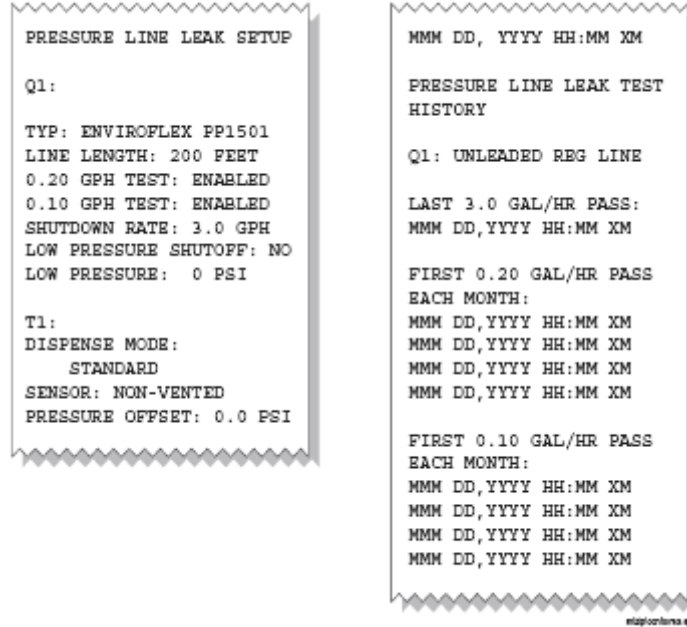 PRESSURE LINE LEAK SETUP
Q1:
TYP: ENVIROFLEX PP1501
LINE LENGTH: 200 FEET
0.20 GPH TEST: ENABLED
0.10 GPH TEST: ENABLED
SHUTDOWN RATE: 3.0 GPH
LOW PRESSURE SHUTOFF: NO
LOW PRESSURE: 0 PSI
T1:
DISPENSE MODE:
STANDARD
SENSOR: NON-VENTED
PRESSURE OFFSET: 0.0 PSI
MMM DD, YYYY HH:MM XM
PRESSURE LINE LEAK TEST
HISTORY
Q1: UNLEADED REG LINE
LAST 3.0 GAL/HR PASS:
MMM DD,YYYY HH:MM XM
FIRST 0.20 GAL/HR PASS
EACH MONTH:
MMM DD,YYYY HH:MM XM
MMM DD,YYYY HH:MM XM
MMM DD,YYYY HH:MM XM
MMM DD,YYYY HH:MM XM
FIRST 0.10 GAL/HR PASS
EACH MONTH:
MMM DD,YYYY HH:MM XM
MMM DD,YYYY HH:MM XM
MMM DD,YYYY HH:MM XM
MMM DD,YYYY HH:MM XM